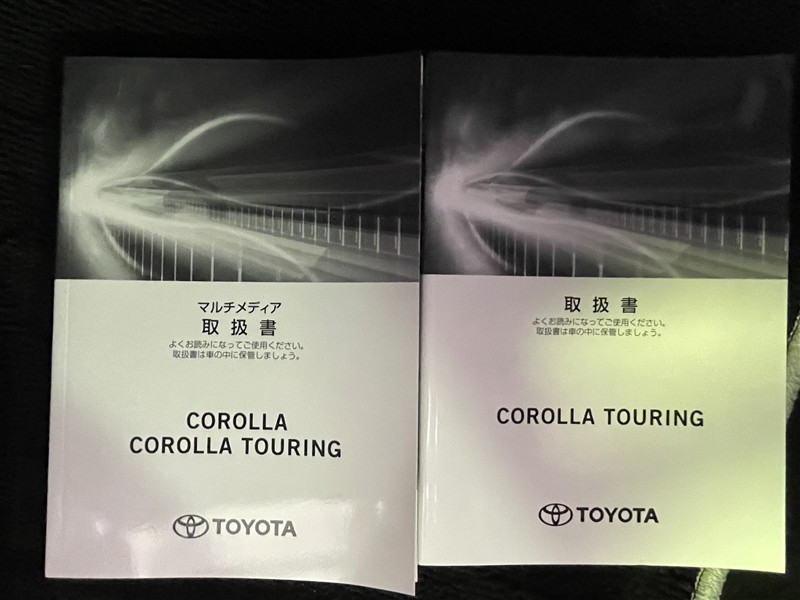 マルチメディア
取扱書
よくお読みになってご使用ください。
取扱書は車の中に保管しましょう。
COROLLA
COROLLA TOURING
TOYOTA
取扱書
よくお読みになってご使用ください。
取扱書は車の中に保管しましょう。
COROLLA TOURING
TOYOTA